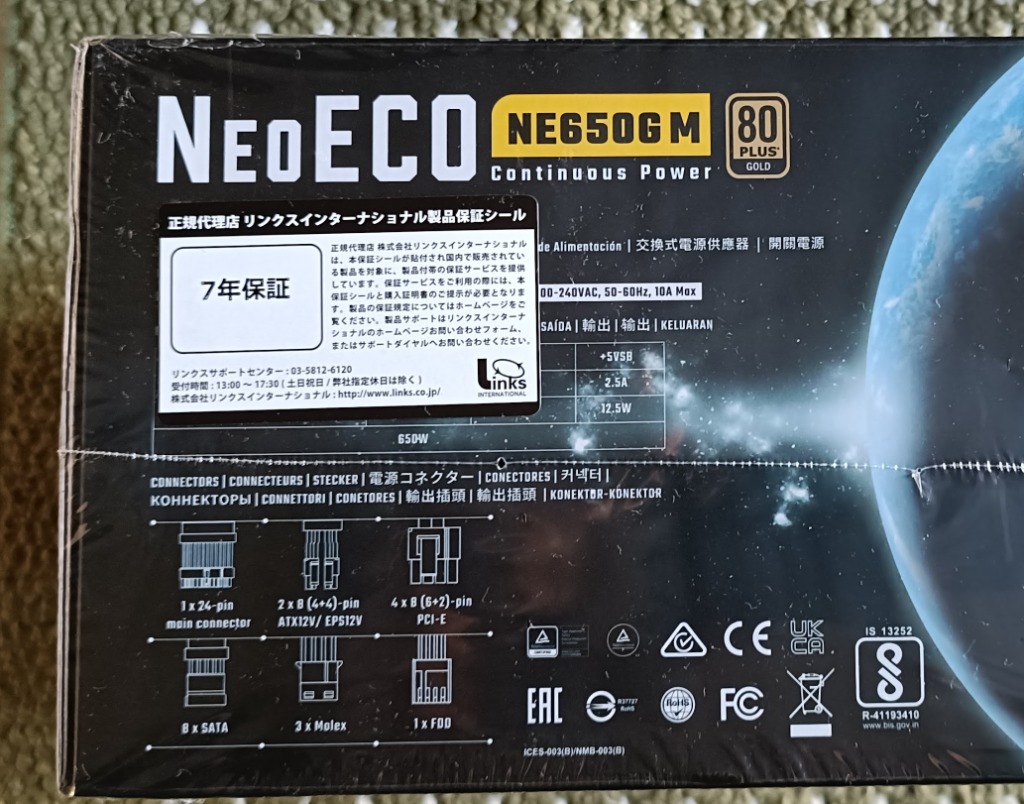 NEOECO
NE650G M
Continuous Power
80
PLUS
GOLD
正規代理店 リンクスインターナショナル製品保証シール
7年保証
正規代理店 株式会社リンクスインターナショナル
は、本保証シールが貼付され国内で販売されてい
る製品を対象に、製品付帯の保証サービスを提供
しています。保証サービスをご利用の際には、本
保証シールと購入証明書のご提示が必要となりま
す。製品の保証規定についてはホームページをご
覧ください。製品サポートはリンクスインターナ
ショナルのホームページお問い合わせフォーム、
またはサポートダイヤルへお問い合わせください。
リンクスサポートセンター : 03-5812-6120
受付時間 : 13:00 〜 17:30 ( 土日祝日 / 弊社指定休日は除く )
株式会社リンクスインターナショナル : http://www.links.co.jp/
Links
INTERNATIONAL
de Alimentación | 交換式電源供應器 | 開關電源
00-240VAC, 50-60Hz, 10A Max
SAÍDA | 輸出 | 输出 | KELUARAN
+5VSB
2.5A
12.5W
650W
CONNECTORS | CONNECTEURS | STECKER | 電源コネクター | CONECTORES | 커넥터 |
КОННЕКТОРЫ | CONNETTORI | CONETORES | 輸出插頭 | 輸出插頭 | KONEKTOR-KONEKTOR
1 x 24-pin
main connector
2 x 8 (4+4)-pin
ATX12V/ EPS12V
4 x 8 (6+2)-pin
PCI-E
8 x SATA
3 x Molex
1 x FDD
CE
UK
CA
EAC
R37727
RoHS
RoHS
FC
IS 13252
R-41193410
www.bis.gov.in
ICES-003(B)/NMB-003(B)